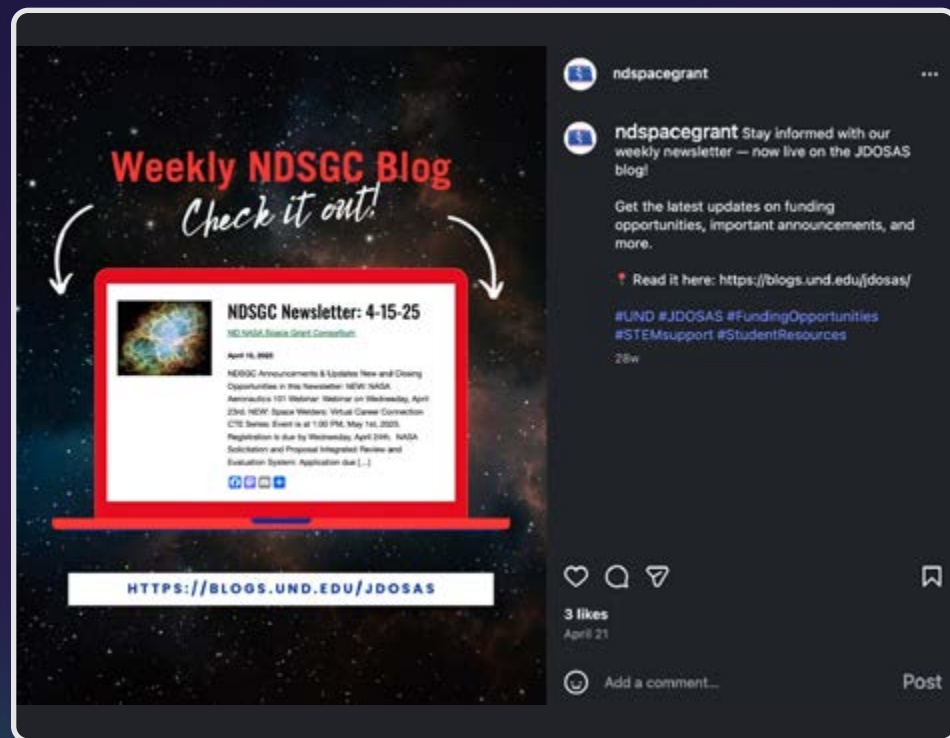 Weekly NDSGC Blog
Check it out!
NDSGC Newsletter: 4-15-25
ND NASA Space Grant Consortium
April 15, 2025
NDSGC Announcements & Updates New and Closing
Opportunities in this Newsletter: NEW: NASA
Aeronautics 101 Webinar: Webinar on Wednesday, April
23rd. NEW: Space Welders: Virtual Career Connection
CTE Series: Event is at 1:00 PM, May 1st, 2025.
Registration is due by Wednesday, April 24th. NASA
Solicitation and Proposal Integrated Review and
Evaluation System: Application due [...]
HTTPS://BLOGS.UND.EDU/JDOSAS
ndspacegrant
ndspacegrant Stay informed with our
weekly newsletter — now live on the JDOSAS
blog!
Get the latest updates on funding
opportunities, important announcements, and
more.
📍 Read it here: https://blogs.und.edu/jdosas/
#UND #JDOSAS #FundingOpportunities
#STEMsupport #StudentResources
28w
3 likes
April 21
Add a comment...
Post